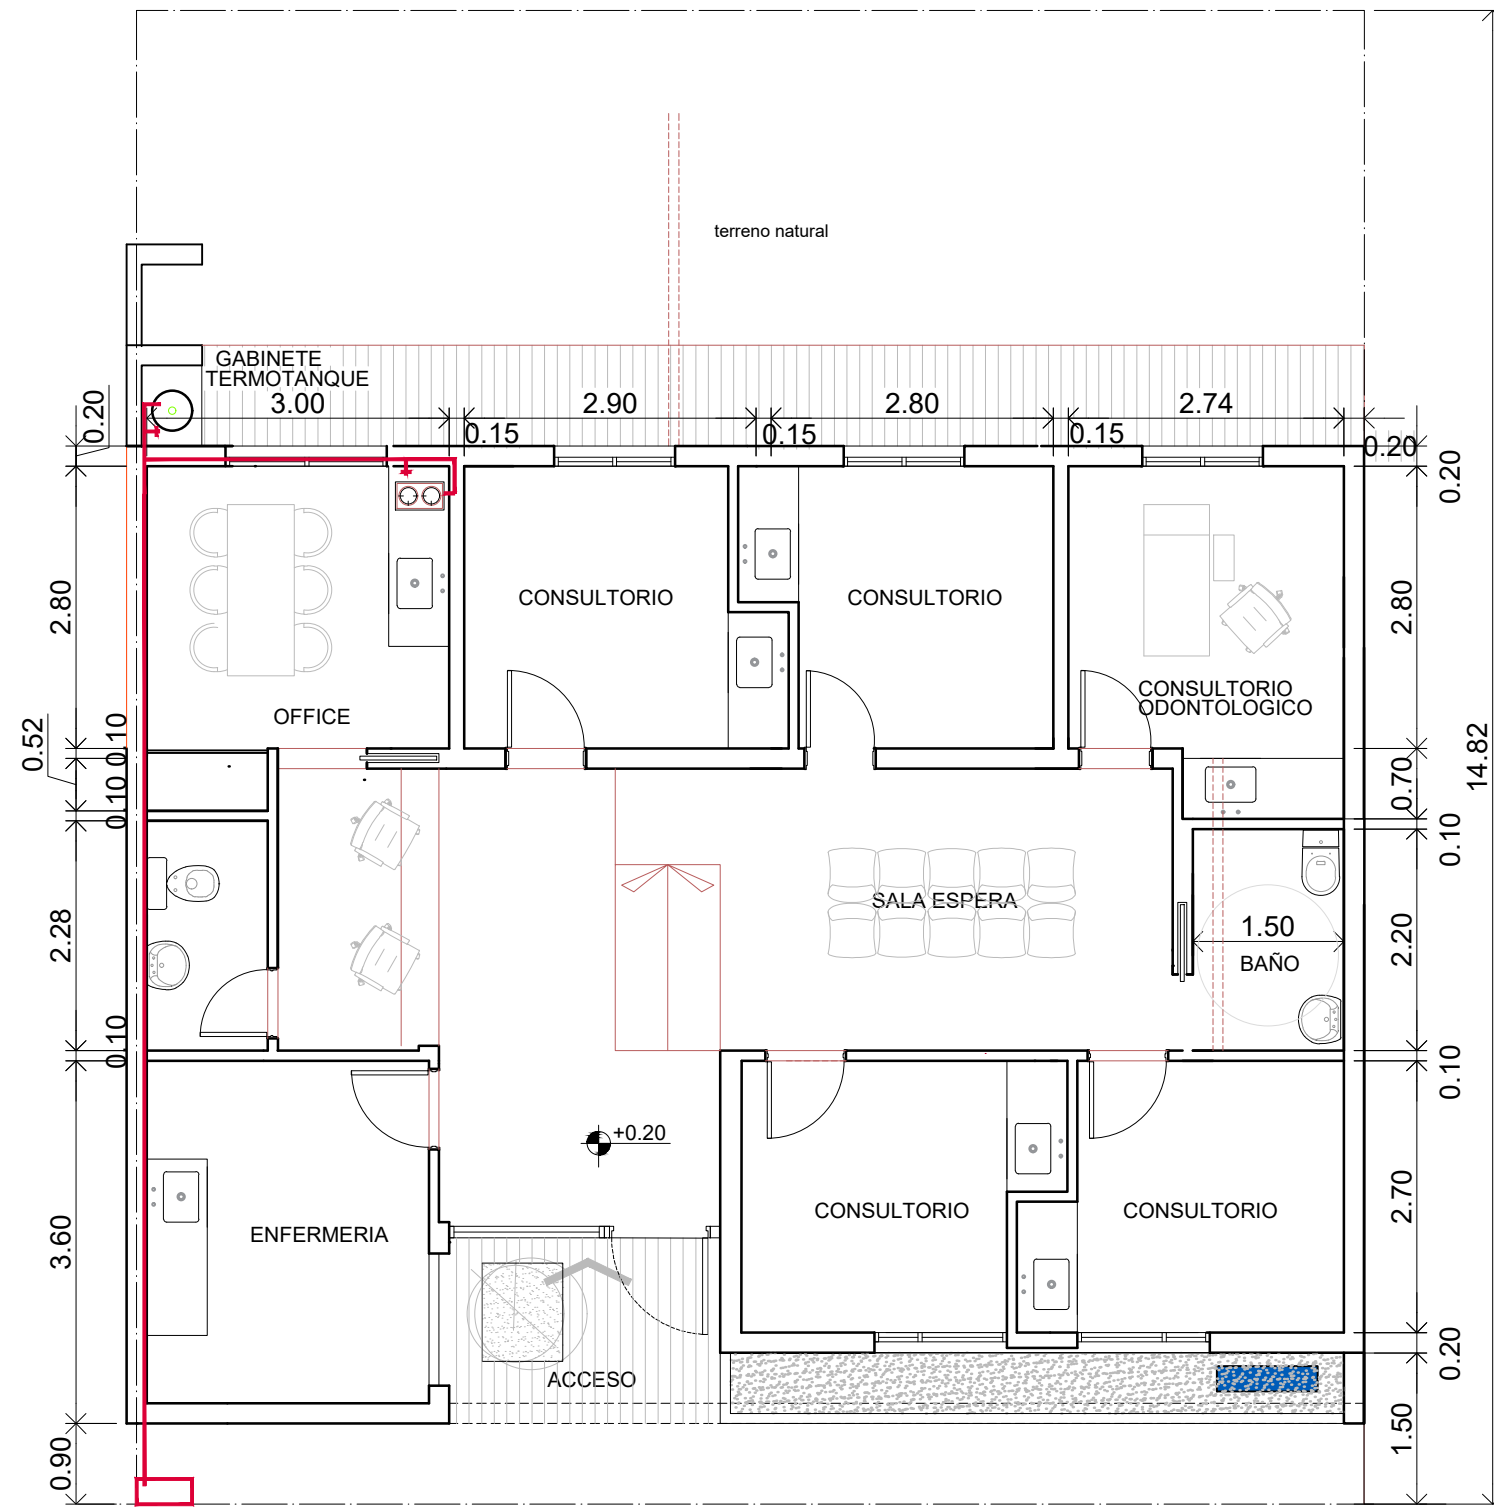 terreno natural
GABINETE
TERMOTANQUE
0.20
3.00
2.90
2.80
2.74
0.15
0.15
0.15
0.20
0.20
2.80
CONSULTORIO
CONSULTORIO
2.80
CONSULTORIO
ODONTOLOGICO
OFFICE
0.52
0.10
14.82
0.70
0.10
0.10
SALA ESPERA
1.50
BAÑO
2.28
2.20
0.10
0.10
+0.20
CONSULTORIO
CONSULTORIO
2.70
ENFERMERIA
3.60
0.20
ACCESO
1.50
0.90